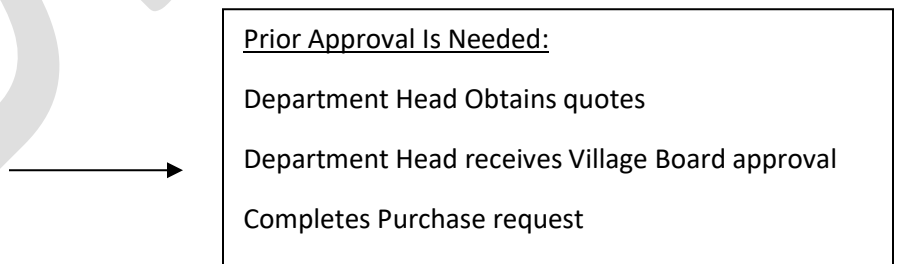 Prior Approval Is Needed:
Department Head Obtains quotes
Department Head receives Village Board approval
Completes Purchase request